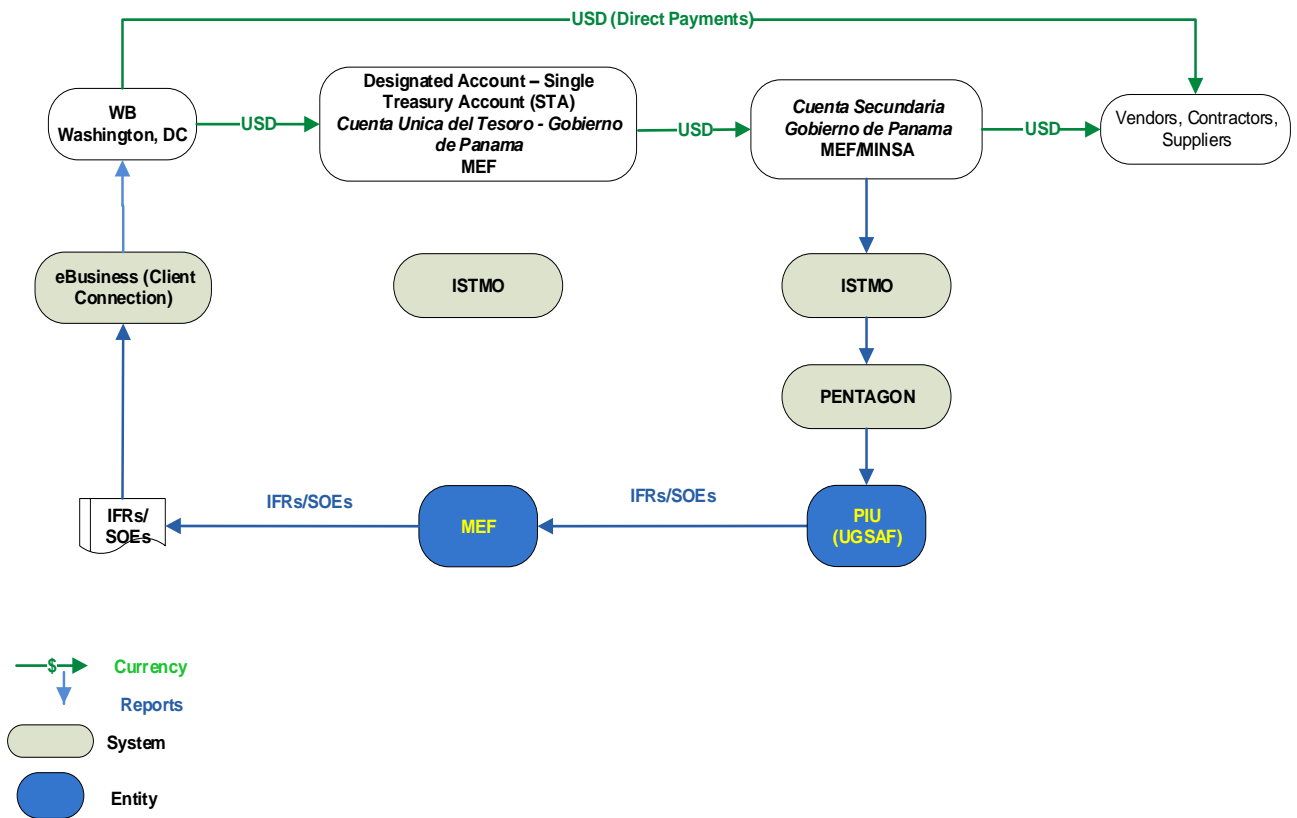 USD (Direct Payments)
WB
Washington, DC
USD
Designated Account – Single
Treasury Account (STA)
Cuenta Unica del Tesoro - Gobierno
de Panama
MEF
USD
Cuenta Secundaria
Gobierno de Panama
MEF/MINSA
USD
Vendors, Contractors,
Suppliers
eBusiness (Client
Connection)
ISTMO
ISTMO
PENTAGON
IFRs/
SOEs
IFRs/SOEs
MEF
IFRs/SOEs
PIU
(UGSAF)
$
Currency
Reports
System
Entity